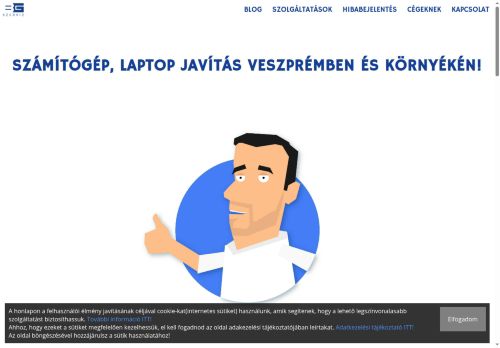 BLOG SZOLGÁLTATÁSOK HIBABEJELENTÉS CÉGEKNEK KAPCSOLAT
SZÁMÍTÓGÉP, LAPTOP JAVÍTÁS VESZPRÉMBEN ÉS KÖRNYÉKÉN!
A honlapon a felhasználói élmény javításának céljával cookie-kat(internetes sütiket) használunk, amik segítenek, hogy a lehető legszínvonalasabb
szolgáltatást biztosíthassuk. További információ ITT!
Ahhoz, hogy ezeket a sütiket megfelelően kezelhessük, el kell fogadnod az oldal adakezelési tájékoztatójában leírtakat. Adatkezelési tájékoztató ITT!
Az oldal böngészésével hozzájárulsz a sütik használatához!
Elfogadom